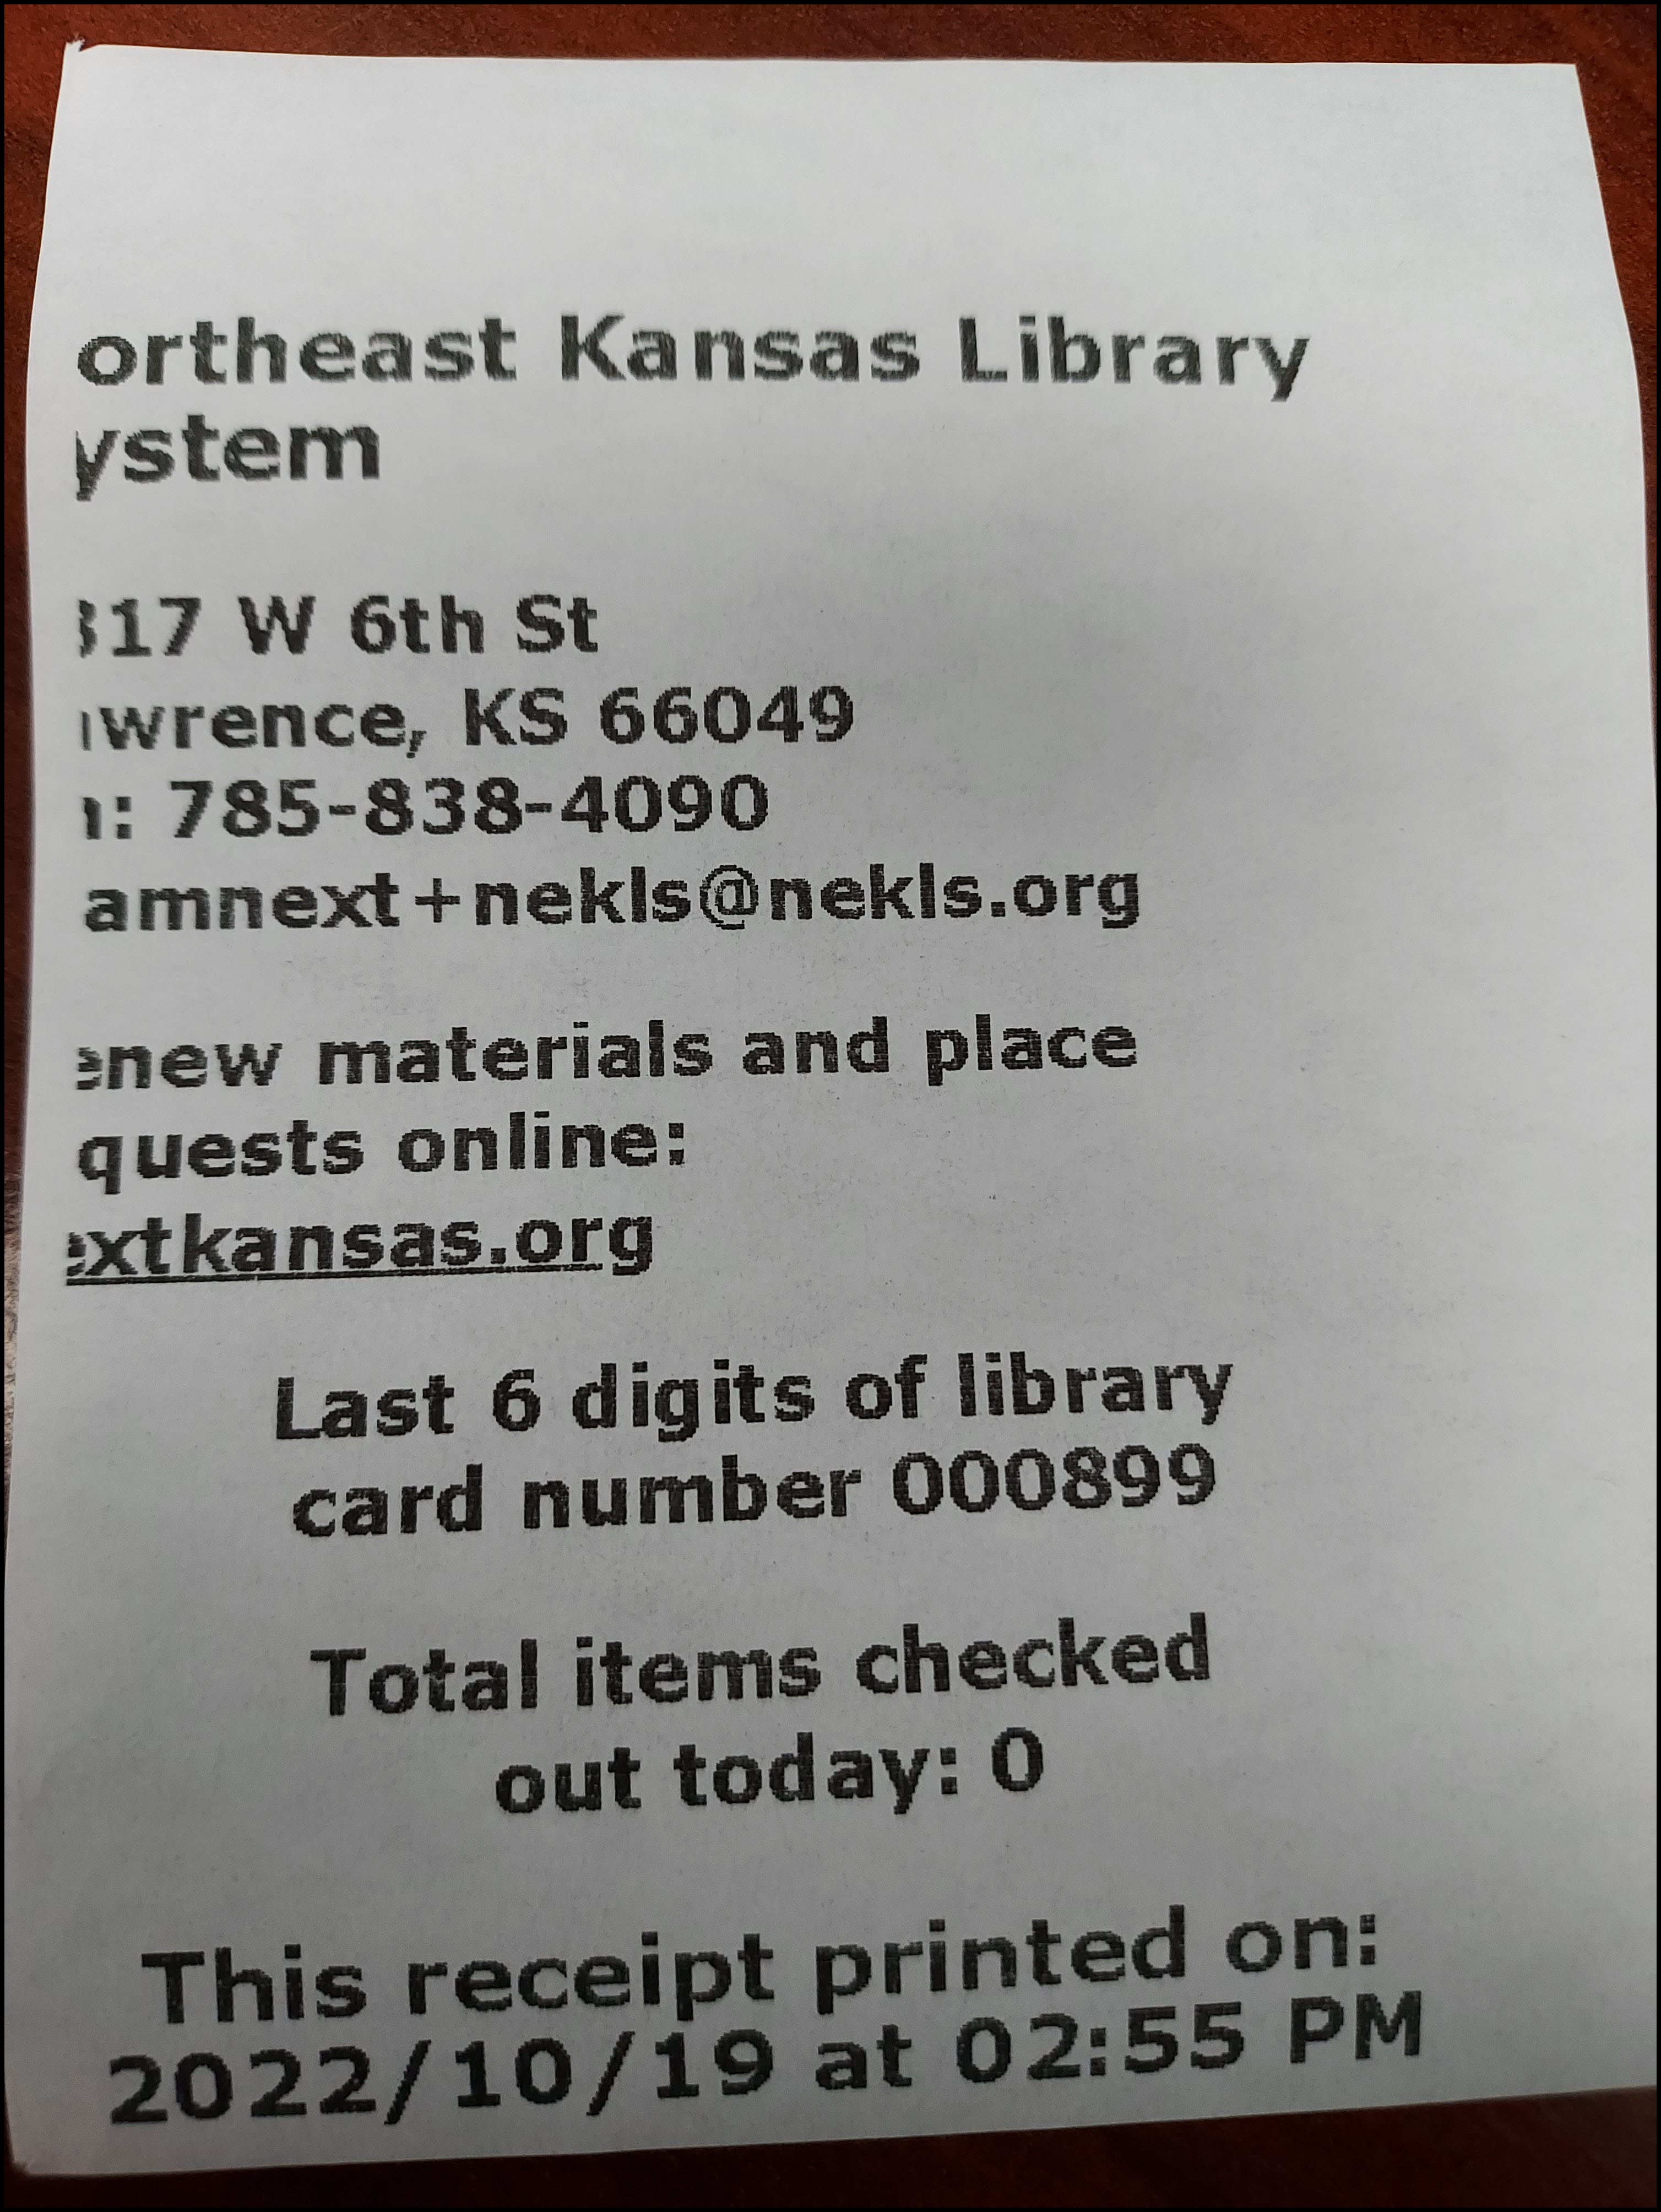 ortheast Kansas Library
ystem
317 W 6th St
wrence, KS 66049
: 785-838-4090
amnext+nekls@nekls.org
enew materials and place
quests online:
extkansas.org
Last 6 digits of library
card number 000899
Total items checked
out today: 0
This receipt printed on:
2022/10/19 at 02:55 PM